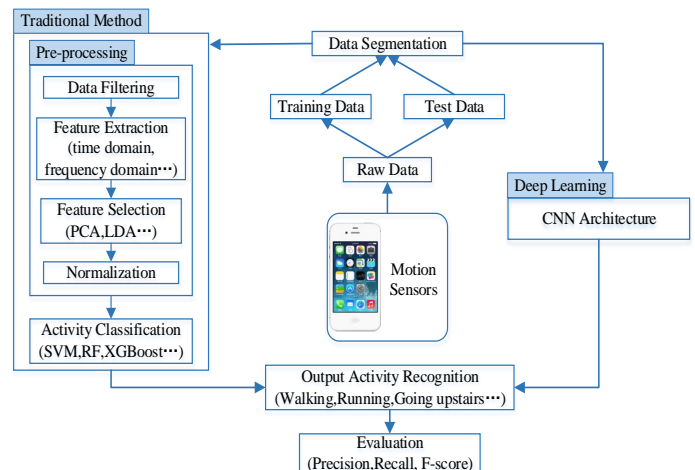 Traditional Method
Pre-processing
Data Filtering
Feature Extraction
(time domain,
frequency domain···)
Feature Selection
(PCA,LDA···)
Normalization
Activity Classification
(SVM,RF,XGBoost···)
Data Segmentation
Training Data
Test Data
Raw Data
Motion
Sensors
Deep Learning
CNN Architecture
Output Activity Recognition
(Walking,Running,Going upstairs···)
Evaluation
(Precision,Recall, F-score)